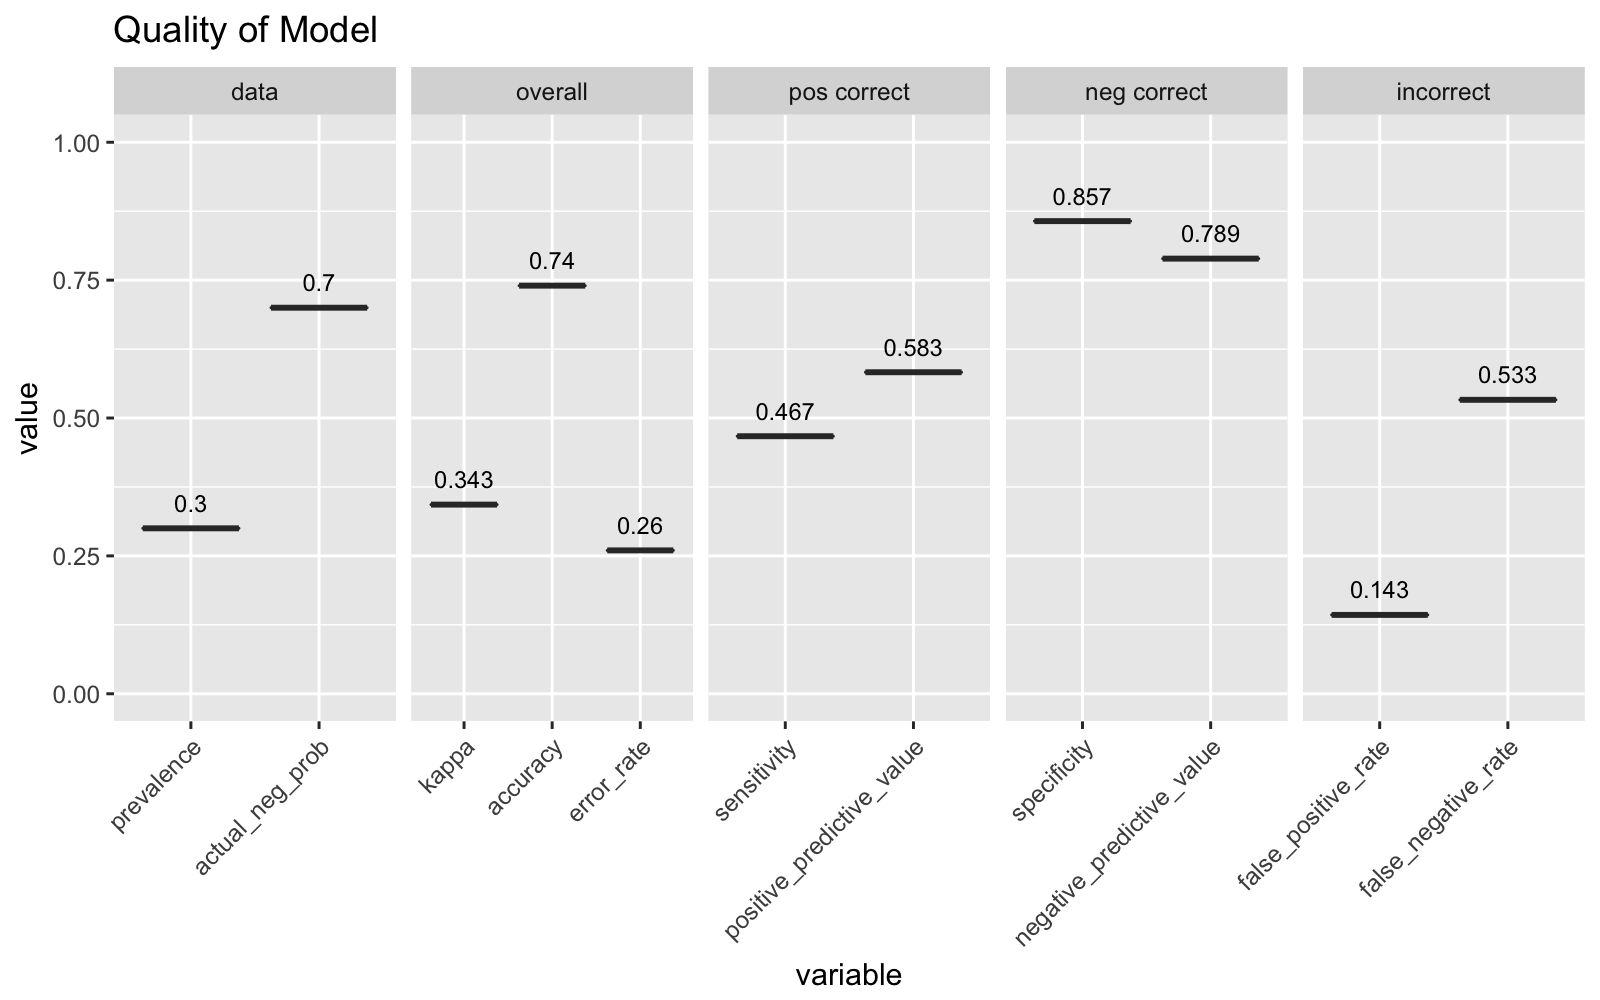 Quality of Model
data
overall
pos correct
neg correct
incorrect
value
1.00
0.75
0.50
0.25
0.00
0.3
0.7
0.343
0.74
0.26
0.467
0.583
0.857
0.789
0.143
0.533
prevalence
actual_neg_prob
kappa
accuracy
error_rate
sensitivity
positive_predictive_value
specificity
negative_predictive_value
false_positive_rate
false_negative_rate
variable